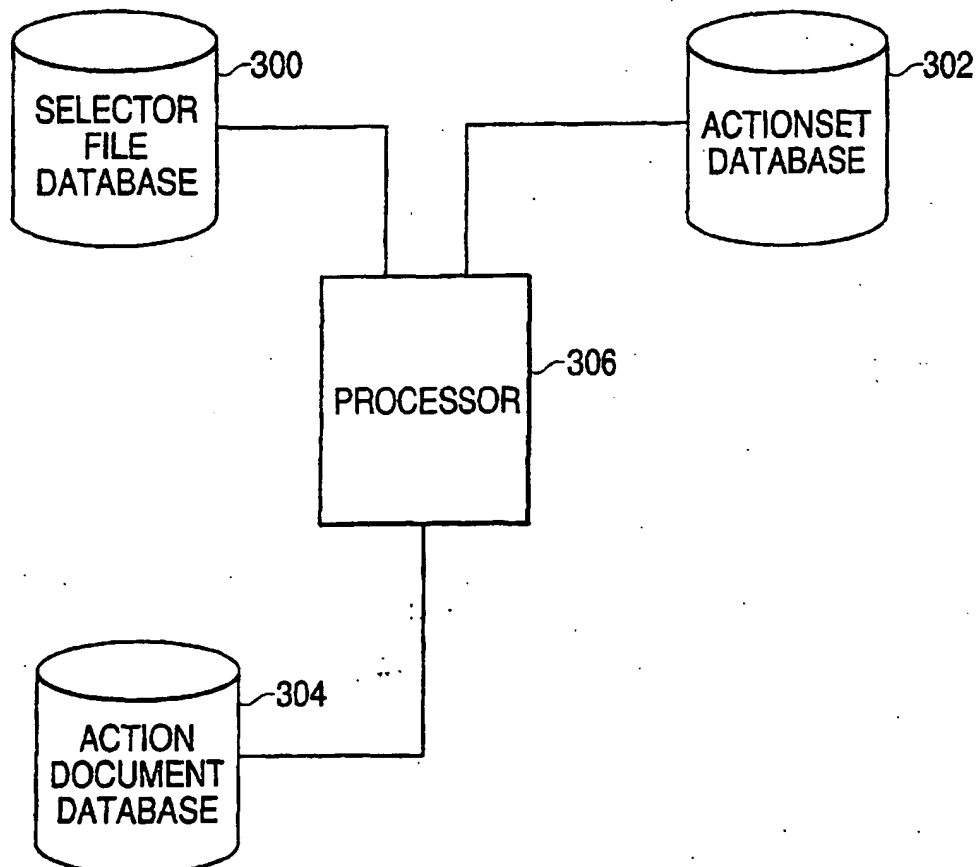 300
SELECTOR
FILE
DATABASE
302
ACTIONSET
DATABASE
306
PROCESSOR
304
ACTION
DOCUMENT
DATABASE